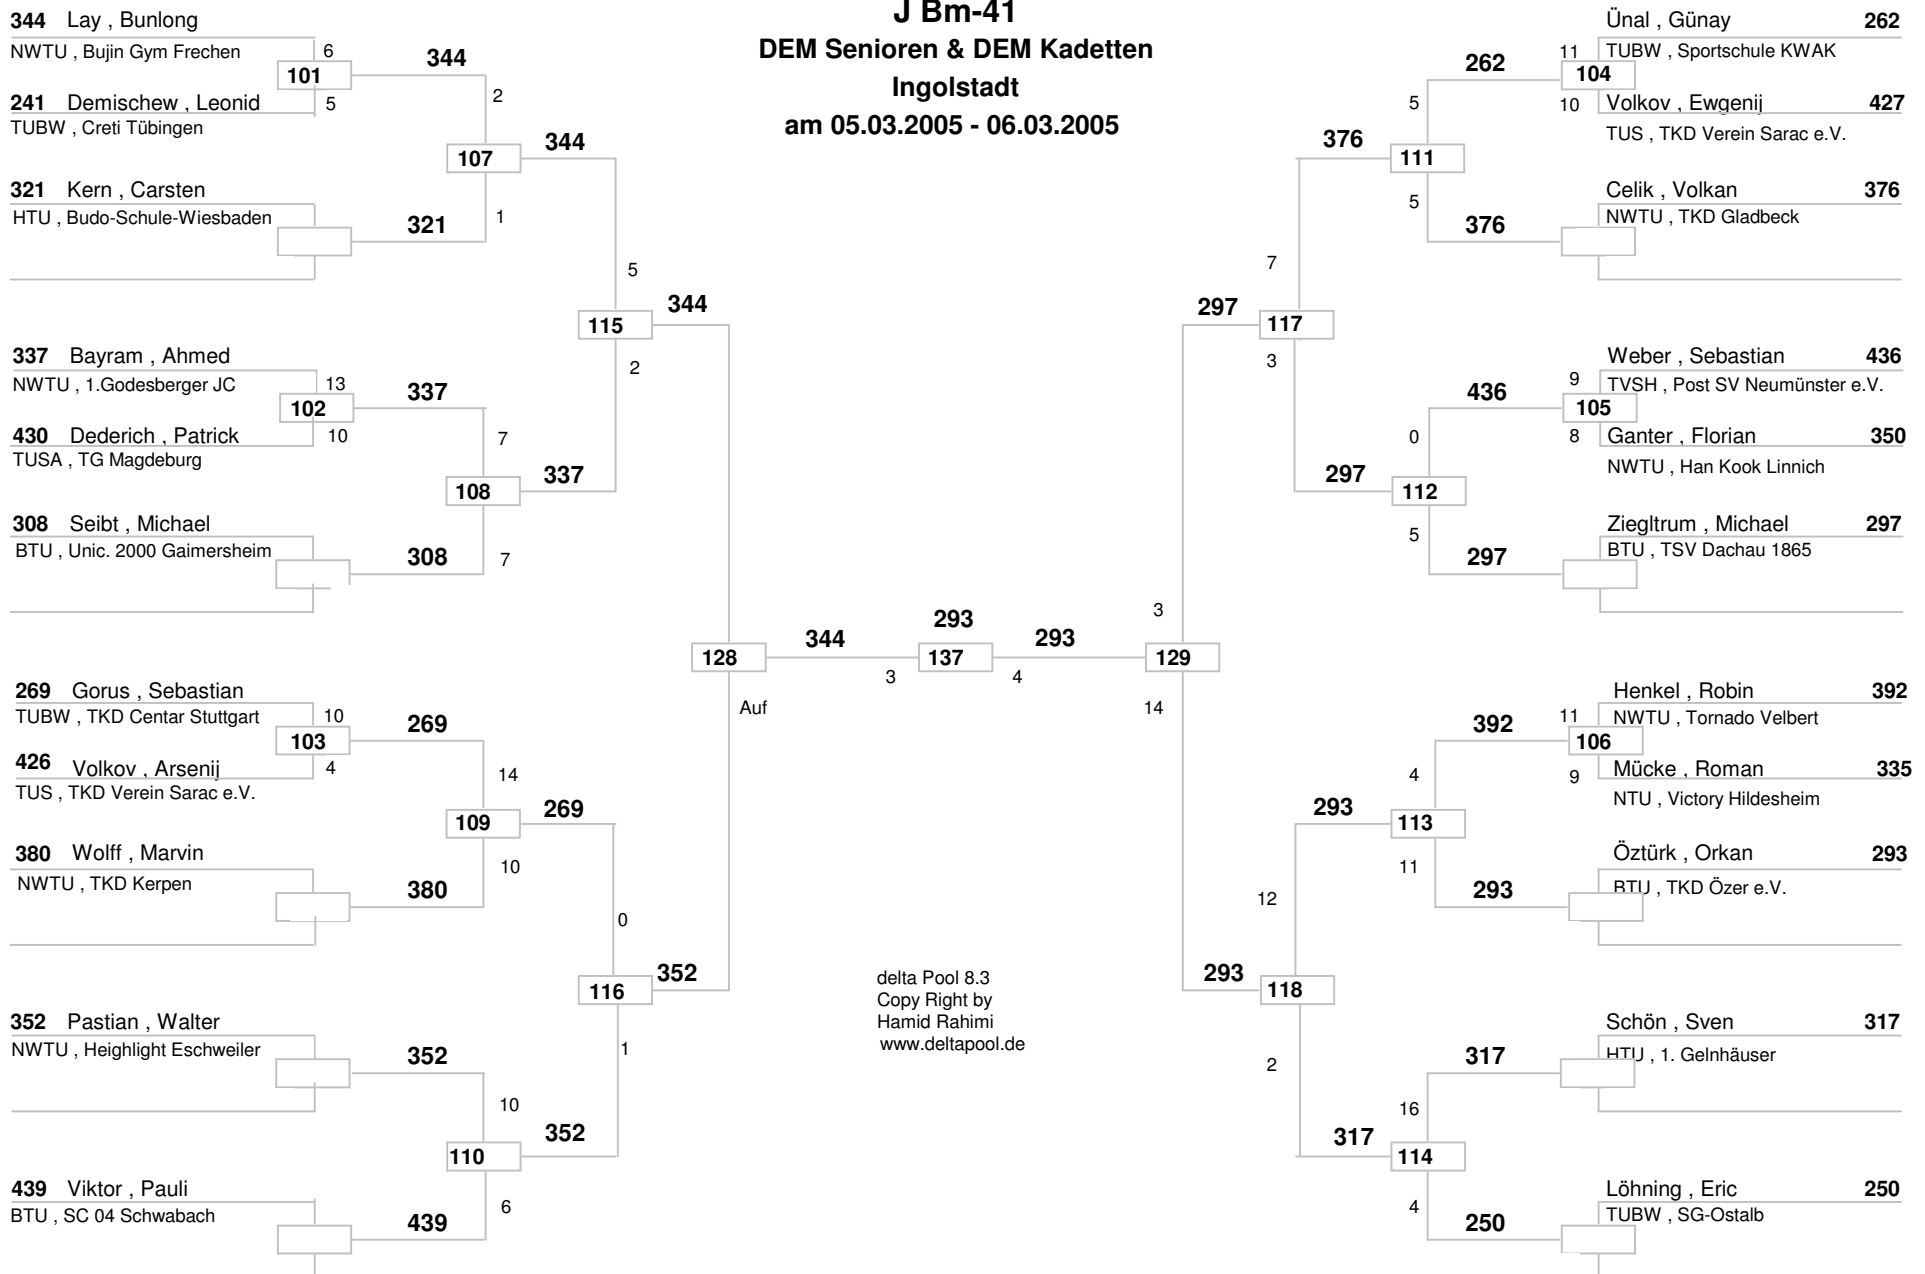 J Bm-41
DEM Senioren & DEM Kadetten
Ingolstadt
am 05.03.2005 - 06.03.2005
344 Lay , Bunlong
NWTU , Bujin Gym Frechen
6
101
344
241 Demischew , Leonid
5
TUBW , Creti Tübingen
2
107
344
321 Kern , Carsten
HTU , Budo-Schule-Wiesbaden
321
1
5
115
344
2
337 Bayram , Ahmed
NWTU , 1.Godesberger JC
13
102
337
430 Dederich , Patrick
10
TUSA , TG Magdeburg
7
108
337
308 Seibt , Michael
BTU , Unic. 2000 Gaimersheim
308
7
128
344
3
293
137
293
4
129
3
14
Auf
269 Gorus , Sebastian
TUBW , TKD Centar Stuttgart
10
103
269
426 Volkov , Arsenij
4
TUS , TKD Verein Sarac e.V.
14
109
269
380 Wolff , Marvin
NWTU , TKD Kerpen
380
10
0
116
352
1
352 Pastian , Walter
NWTU , Heighlight Eschweiler
352
10
110
352
439 Viktor , Pauli
BTU , SC 04 Schwabach
439
6
delta Pool 8.3
Copy Right by
Hamid Rahimi
www.deltapool.de
Ünal , Günay 262
11
TUBW , Sportschule KWAK
262
104
10
Volkov , Ewgenij 427
TUS , TKD Verein Sarac e.V.
5
376
111
Celik , Volkan 376
NWTU , TKD Gladbeck
5
376
7
297
117
3
Weber , Sebastian 436
9
TVSH , Post SV Neumünster e.V.
436
105
8
Ganter , Florian 350
NWTU , Han Kook Linnich
0
297
112
Ziegltrum , Michael 297
BTU , TSV Dachau 1865
5
297
Henkel , Robin 392
11
NWTU , Tornado Velbert
392
106
9
Mücke , Roman 335
NTU , Victory Hildesheim
4
293
113
Öztürk , Orkan 293
BTU , TKD Özer e.V.
11
293
12
293
118
2
Schön , Sven 317
HTU , 1. Gelnhäuser
317
16
317
114
Löhning , Eric 250
TUBW , SG-Ostalb
4
250